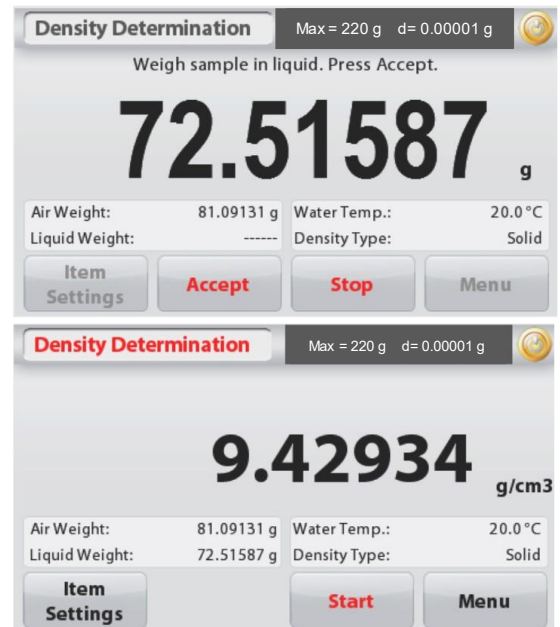 Density Determination Max = 220 g d= 0.00001 g
Weigh sample in liquid. Press Accept.
72.51587 g
Air Weight: 81.09131 g Water Temp.: 20.0°C
Liquid Weight: ------ Density Type: Solid
Item Settings Accept Stop Menu
Density Determination Max = 220 g d= 0.00001 g
9.42934 g/cm3
Air Weight: 81.09131 g Water Temp.: 20.0°C
Liquid Weight: 72.51587 g Density Type: Solid
Item Settings Start Menu